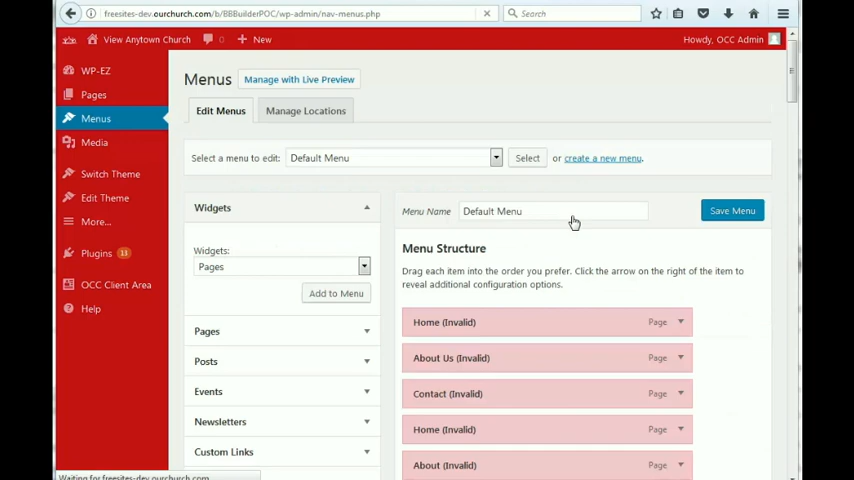 freesites-dev.ourchurch.com/b/BBBuilderPOC/wp-admin/nav-menus.php
Search
View Anytown Church
New
Howdy, OCC Admin
WP-EZ
Pages
Menus
Media
Switch Theme
Edit Theme
More...
Plugins 13
OCC Client Area
Help
Menus
Manage with Live Preview
Edit Menus
Manage Locations
Select a menu to edit: Default Menu Select or create a new menu.
Widgets
Widgets:
Pages
Add to Menu
Pages
Posts
Events
Newsletters
Custom Links
Menu Name Default Menu Save Menu
Menu Structure
Drag each item into the order you prefer. Click the arrow on the right of the item to
reveal additional configuration options.
Home (Invalid) Page
About Us (Invalid) Page
Contact (Invalid) Page
Home (Invalid) Page
About (Invalid) Page
Waiting for freesites-dev.ourchurch.com